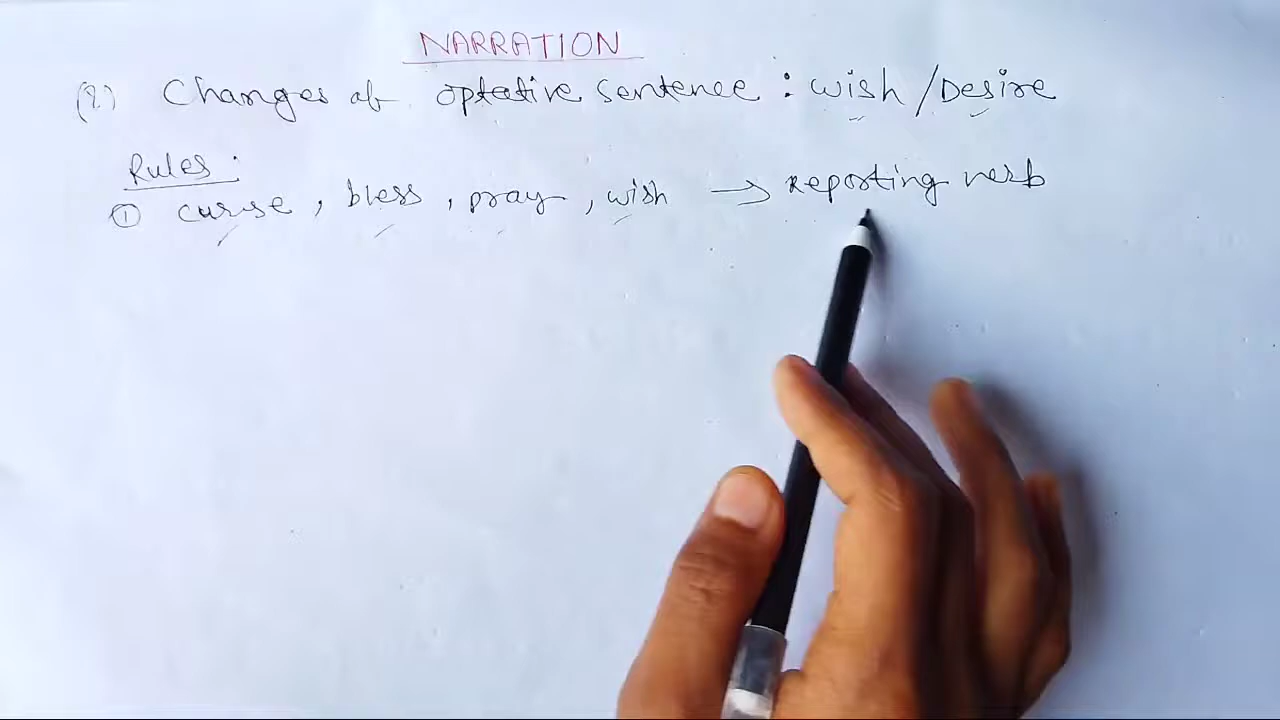 NARRATION
(2.) Changes of optative sentence : wish / Desire
Rules :
① curse , bless , pray , wish → Reporting verb